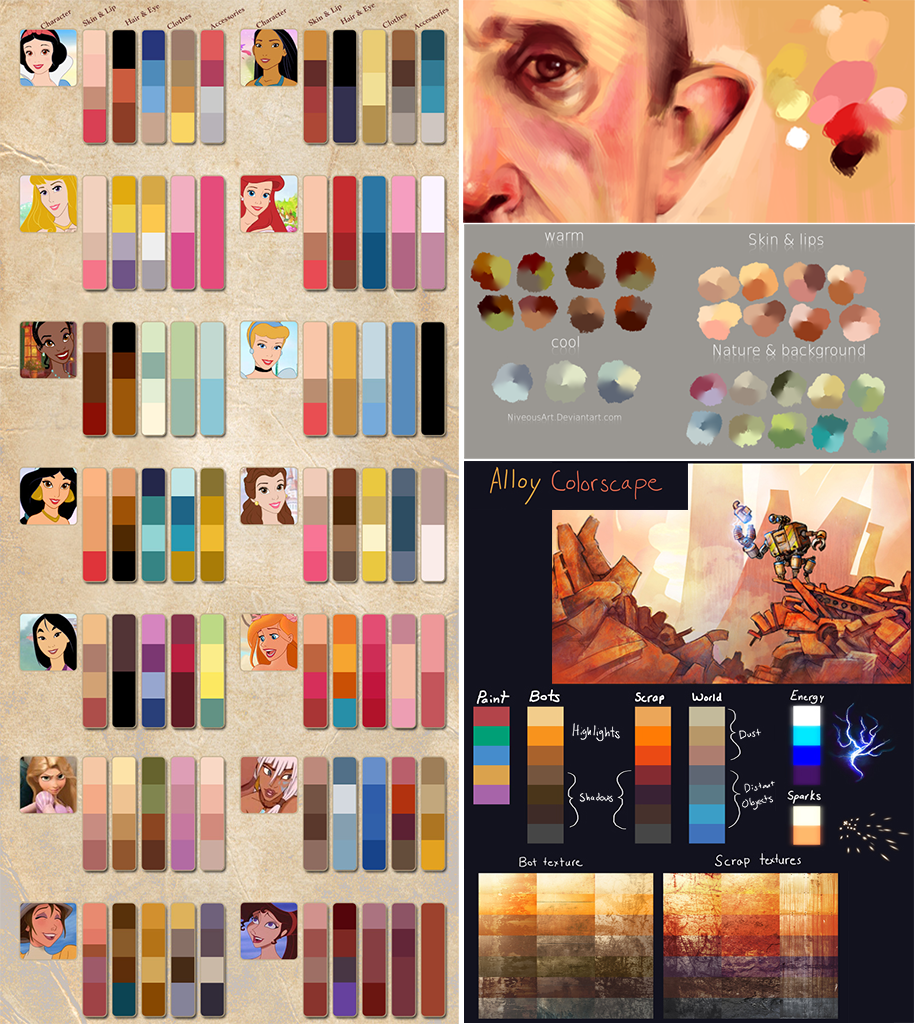 Character
Skin & Lip
Hair & Eye
Clothes
Accessories
Character
Skin & Lip
Hair & Eye
Clothes
Accessories
warm
Skin & lips
cool
Nature & background
NiveousArt.Deviantart.com
Alloy Colorscape
Paint
Bots
Scrap
World
Energy
Highlights
Dust
Shadows
Distant
Objects
Sparks
Bot texture
Scrap textures